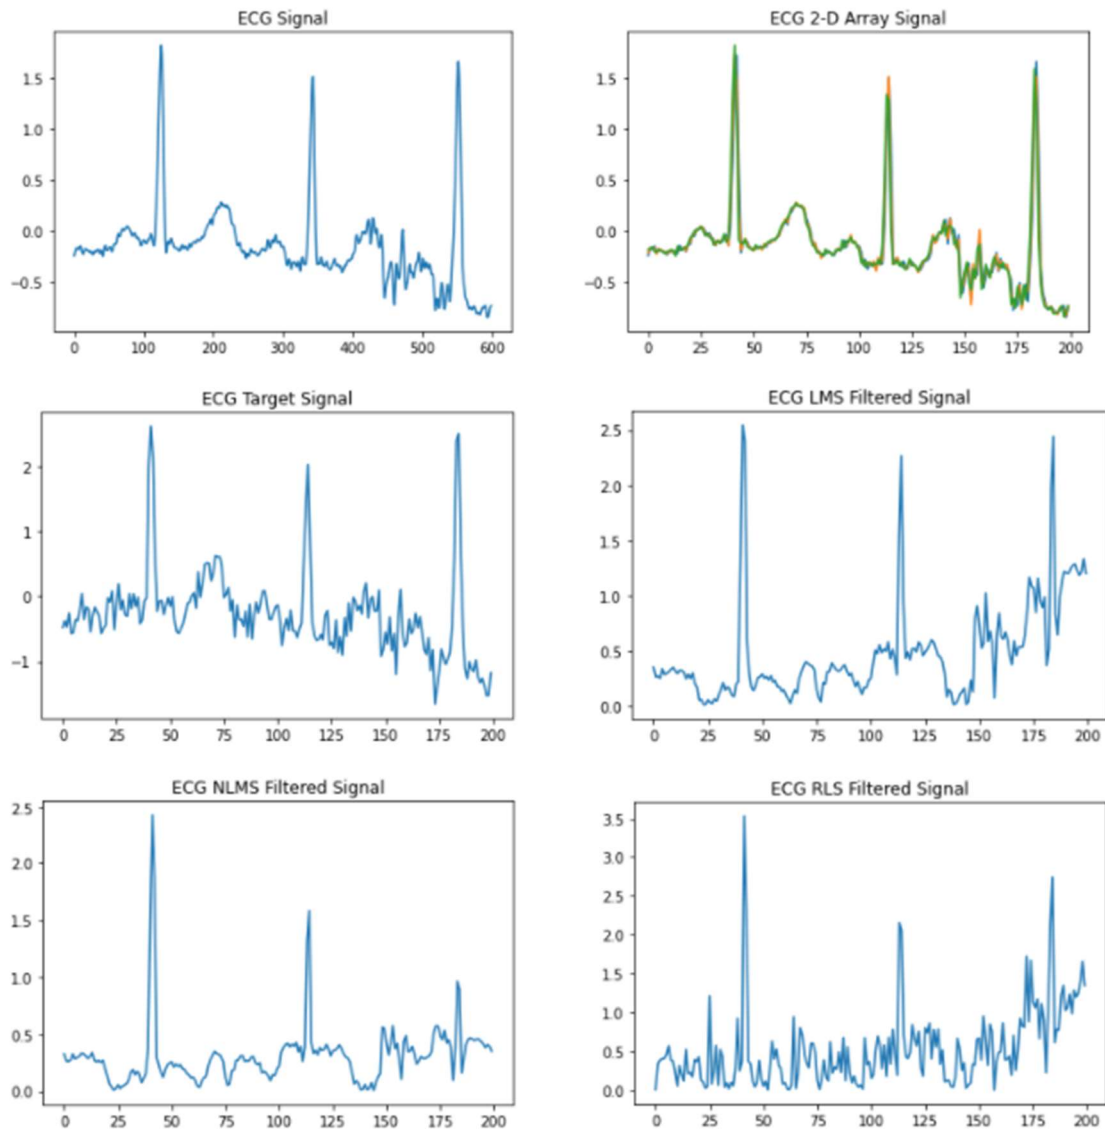 ECG Signal
1.5
1.0
0.5
0.0
−0.5
0 100 200 300 400 500 600
ECG 2-D Array Signal
1.5
1.0
0.5
0.0
−0.5
0 25 50 75 100 125 150 175 200
ECG Target Signal
2
1
0
−1
0 25 50 75 100 125 150 175 200
ECG LMS Filtered Signal
2.5
2.0
1.5
1.0
0.5
0.0
0 25 50 75 100 125 150 175 200
ECG NLMS Filtered Signal
2.5
2.0
1.5
1.0
0.5
0.0
0 25 50 75 100 125 150 175 200
ECG RLS Filtered Signal
3.5
3.0
2.5
2.0
1.5
1.0
0.5
0.0
0 25 50 75 100 125 150 175 200